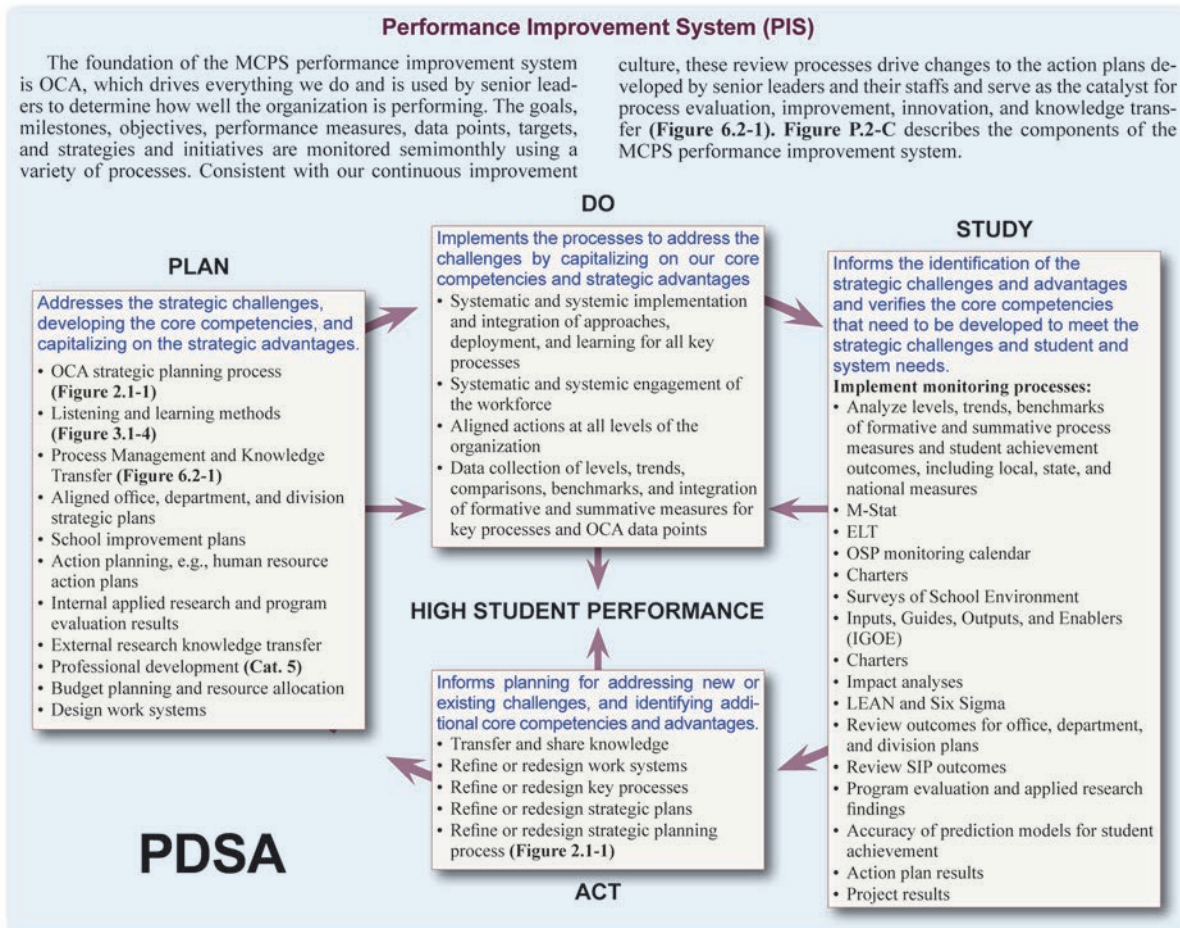 Performance Improvement System (PIS)
The foundation of the MCPS performance improvement system
is OCA, which drives everything we do and is used by senior lead-
ers to determine how well the organization is performing. The goals,
milestones, objectives, performance measures, data points, targets,
and strategies and initiatives are monitored semimonthly using a
variety of processes. Consistent with our continuous improvement
culture, these review processes drive changes to the action plans de-
veloped by senior leaders and their staffs and serve as the catalyst for
process evaluation, improvement, innovation, and knowledge trans-
fer (Figure 6.2-1). Figure P.2-C describes the components of the
MCPS performance improvement system.
PLAN
Addresses the strategic challenges,
developing the core competencies, and
capitalizing on the strategic advantages.
• OCA strategic planning process
(Figure 2.1-1)
• Listening and learning methods
(Figure 3.1-4)
• Process Management and Knowledge
Transfer (Figure 6.2-1)
• Aligned office, department, and division
strategic plans
• School improvement plans
• Action planning, e.g., human resource
action plans
• Internal applied research and program
evaluation results
• External research knowledge transfer
• Professional development (Cat. 5)
• Budget planning and resource allocation
• Design work systems
DO
Implements the processes to address the
challenges by capitalizing on our core
competencies and strategic advantages
• Systematic and systemic implementation
and integration of approaches,
deployment, and learning for all key
processes
• Systematic and systemic engagement of
the workforce
• Aligned actions at all levels of the
organization
• Data collection of levels, trends,
comparisons, benchmarks, and integration
of formative and summative measures for
key processes and OCA data points
STUDY
Informs the identification of the
strategic challenges and advantages
and verifies the core competencies
that need to be developed to meet the
strategic challenges and student and
system needs.
Implement monitoring processes:
• Analyze levels, trends, benchmarks
of formative and summative process
measures and student achievement
outcomes, including local, state, and
national measures
• M-Stat
• ELT
• OSP monitoring calendar
• Charters
• Surveys of School Environment
• Inputs, Guides, Outputs, and Enablers
(IGOE)
• Charters
• Impact analyses
• LEAN and Six Sigma
• Review outcomes for office, department,
and division plans
• Review SIP outcomes
• Program evaluation and applied research
findings
• Accuracy of prediction models for student
achievement
• Action plan results
• Project results
HIGH STUDENT PERFORMANCE
Informs planning for addressing new or
existing challenges, and identifying addi-
tional core competencies and advantages.
• Transfer and share knowledge
• Refine or redesign work systems
• Refine or redesign key processes
• Refine or redesign strategic plans
• Refine or redesign strategic planning
process (Figure 2.1-1)
ACT
PDSA